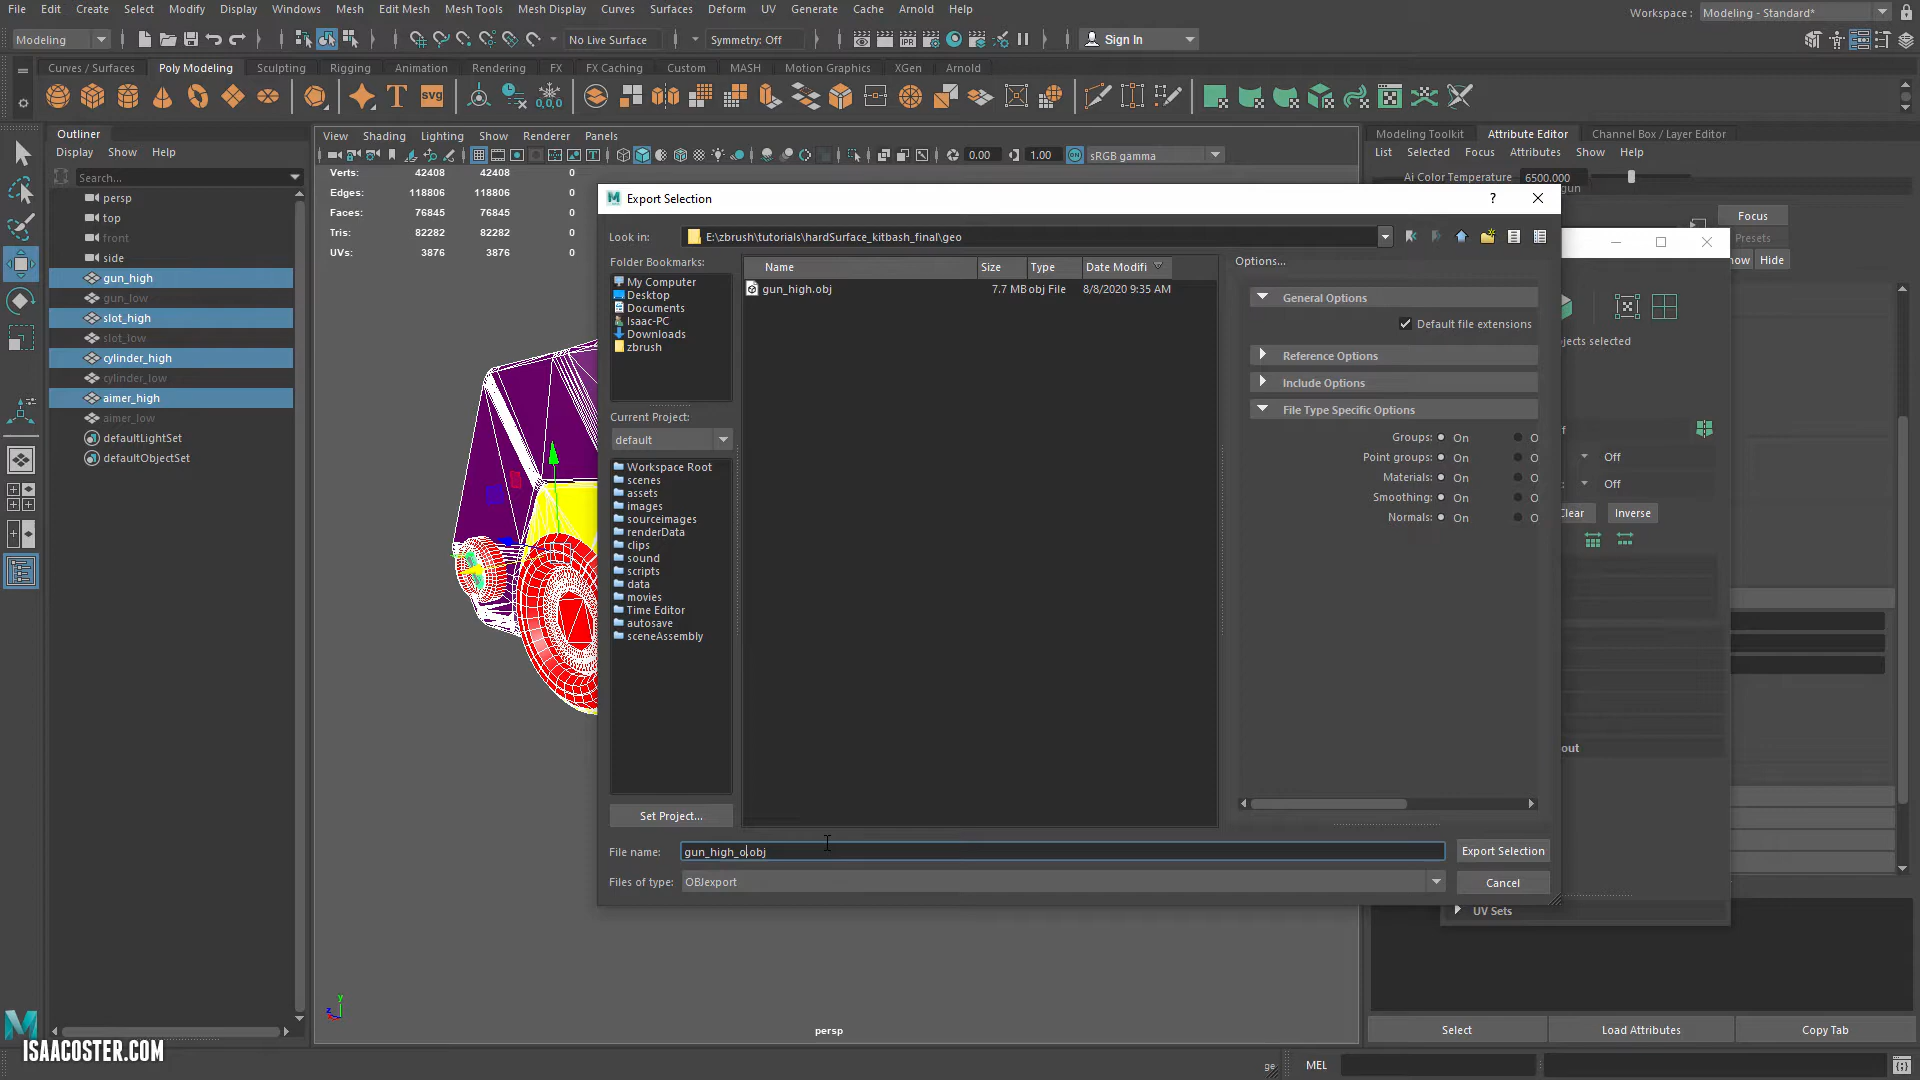 File Edit Create Select Modify Display Windows Mesh Edit Mesh Mesh Tools Mesh Display Curves Surfaces Deform UV Generate Cache Arnold Help
Workspace : Modeling - Standard*
Modeling No Live Surface Symmetry: Off Sign In
Curves / Surfaces Poly Modeling Sculpting Rigging Animation Rendering FX FX Caching Custom MASH Motion Graphics XGen Arnold
svg 0,0,0 IPR
Outliner
Display Show Help
Search...
persp
top
front
side
gun_high
gun_low
slot_high
slot_low
cylinder_high
cylinder_low
aimer_high
aimer_low
defaultLightSet
defaultObjectSet
View Shading Lighting Show Renderer Panels
0.00 1.00 sRGB gamma
Verts: 42408 42408 0
Edges: 118806 118806 0
Faces: 76845 76845 0
Tris: 82282 82282 0
UVs: 3876 3876 0
Modeling Toolkit Attribute Editor Channel Box / Layer Editor
List Selected Focus Attributes Show Help
Ai Color Temperature 6500.000
gun
Focus
Presets
Show Hide
Export Selection ?
Look in: E:\zbrush\tutorials\hardSurface_kitbash_final\geo
Folder Bookmarks:
My Computer
Desktop
Documents
Isaac-PC
Downloads
zbrush
Current Project:
default
Workspace Root
scenes
assets
images
sourceimages
renderData
clips
sound
scripts
data
movies
Time Editor
autosave
sceneAssembly
Set Project...
Name Size Type Date Modifi
gun_high.obj 7.7 MB obj File 8/8/2020 9:35 AM
Options...
General Options
Default file extensions
Reference Options
Include Options
File Type Specific Options
Groups: On O
Point groups: On O
Materials: On O
Smoothing: On O
Normals: On O
File name: gun_high_o.obj Export Selection
Files of type: OBJexport Cancel
jects selected
Off
Off
Clear Inverse
out
UV Sets
persp
y
z
Select Load Attributes Copy Tab
MEL
ISAACOSTER.COM